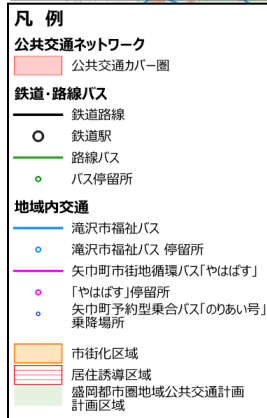 凡 例
公共交通ネットワーク
公共交通カバー圏
鉄道・路線バス
鉄道路線
鉄道駅
路線バス
バス停留所
地域内交通
滝沢市福祉バス
滝沢市福祉バス 停留所
矢巾町市街地循環バス「やはばす」
「やはばす」停留所
矢巾町予約型乗合バス「のりあい号」
乗降場所
市街化区域
居住誘導区域
盛岡都市圏地域公共交通計画
計画区域